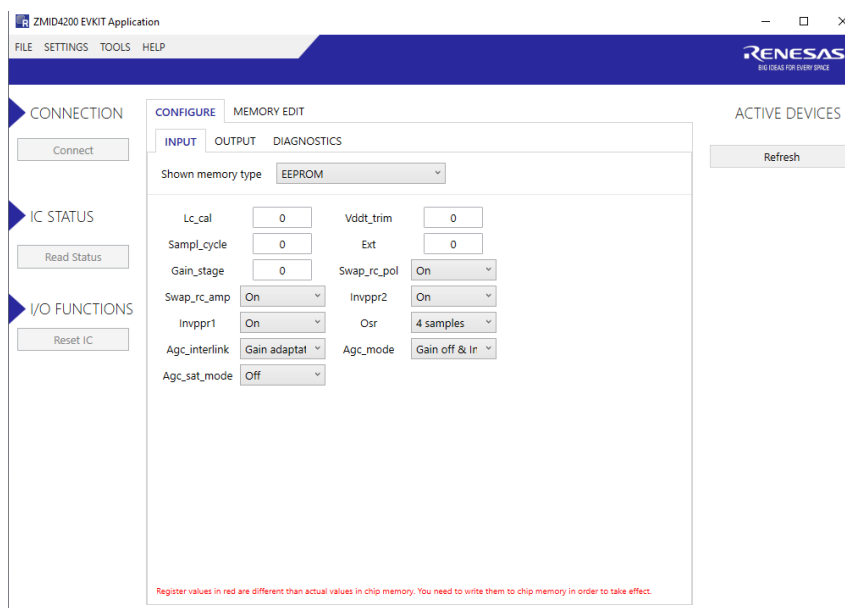 ZMID4200 EVKIT Application
FILE SETTINGS TOOLS HELP
RENESAS
BIG IDEAS FOR EVERY SPACE
CONNECTION
Connect
IC STATUS
Read Status
I/O FUNCTIONS
Reset IC
CONFIGURE MEMORY EDIT
INPUT OUTPUT DIAGNOSTICS
Shown memory type EEPROM
Lc_cal 0 Vddt_trim 0
Sampl_cycle 0 Ext 0
Gain_stage 0 Swap_rc_pol On
Swap_rc_amp On Invppr2 On
Invppr1 On Osr 4 samples
Agc_interlink Gain adaptat Agc_mode Gain off & In
Agc_sat_mode Off
Register values in red are different than actual values in chip memory. You need to write them to chip memory in order to take effect.
ACTIVE DEVICES
Refresh